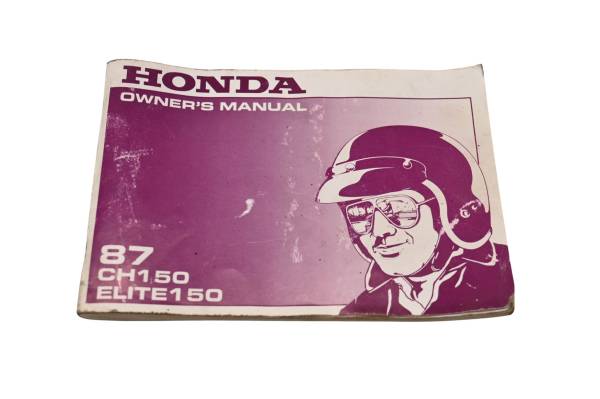 HONDA
OWNER'S MANUAL
87
CH150
ELITE150